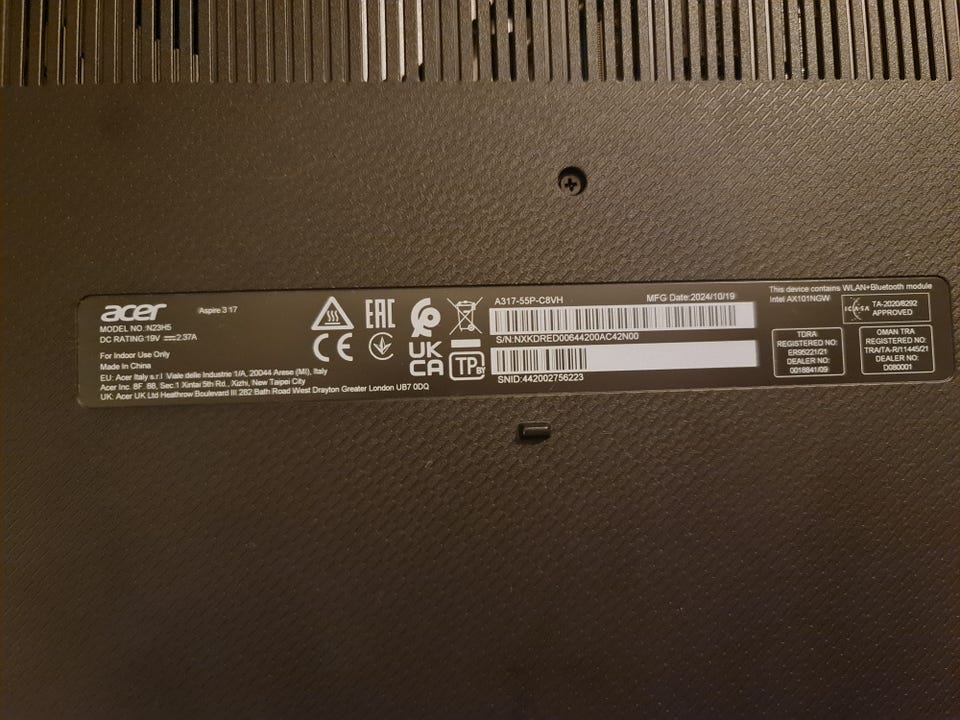 acer
Aspire 3 17
MODEL NO.:N23H5
DC RATING:19V ⎓2.37A
For Indoor Use Only
Made In China
EU: Acer Italy s.r.l Viale delle Industrie 1/A, 20044 Arese (MI), Italy
Acer Inc. 8F ,88, Sec.1 Xintai 5th Rd., Xizhi, New Taipei City
UK: Acer UK Ltd Heathrow Boulevard III 282 Bath Road West Drayton Greater London UB7 0DQ
EAC
CE
UK
CA
TP BY
A317-55P-C8VH
MFG Date:2024/10/19
S/N:NXKDRED00644200AC42N00
SNID:442002756223
This device contains WLAN+Bluetooth module
Intel AX101NGW
ICASA
TA-2020/8292
APPROVED
TDRA
REGISTERED NO:
ER95221/21
DEALER NO:
0018841/09
OMAN TRA
REGISTERED NO:
TRA/TA-R/11445/21
DEALER NO:
D080001